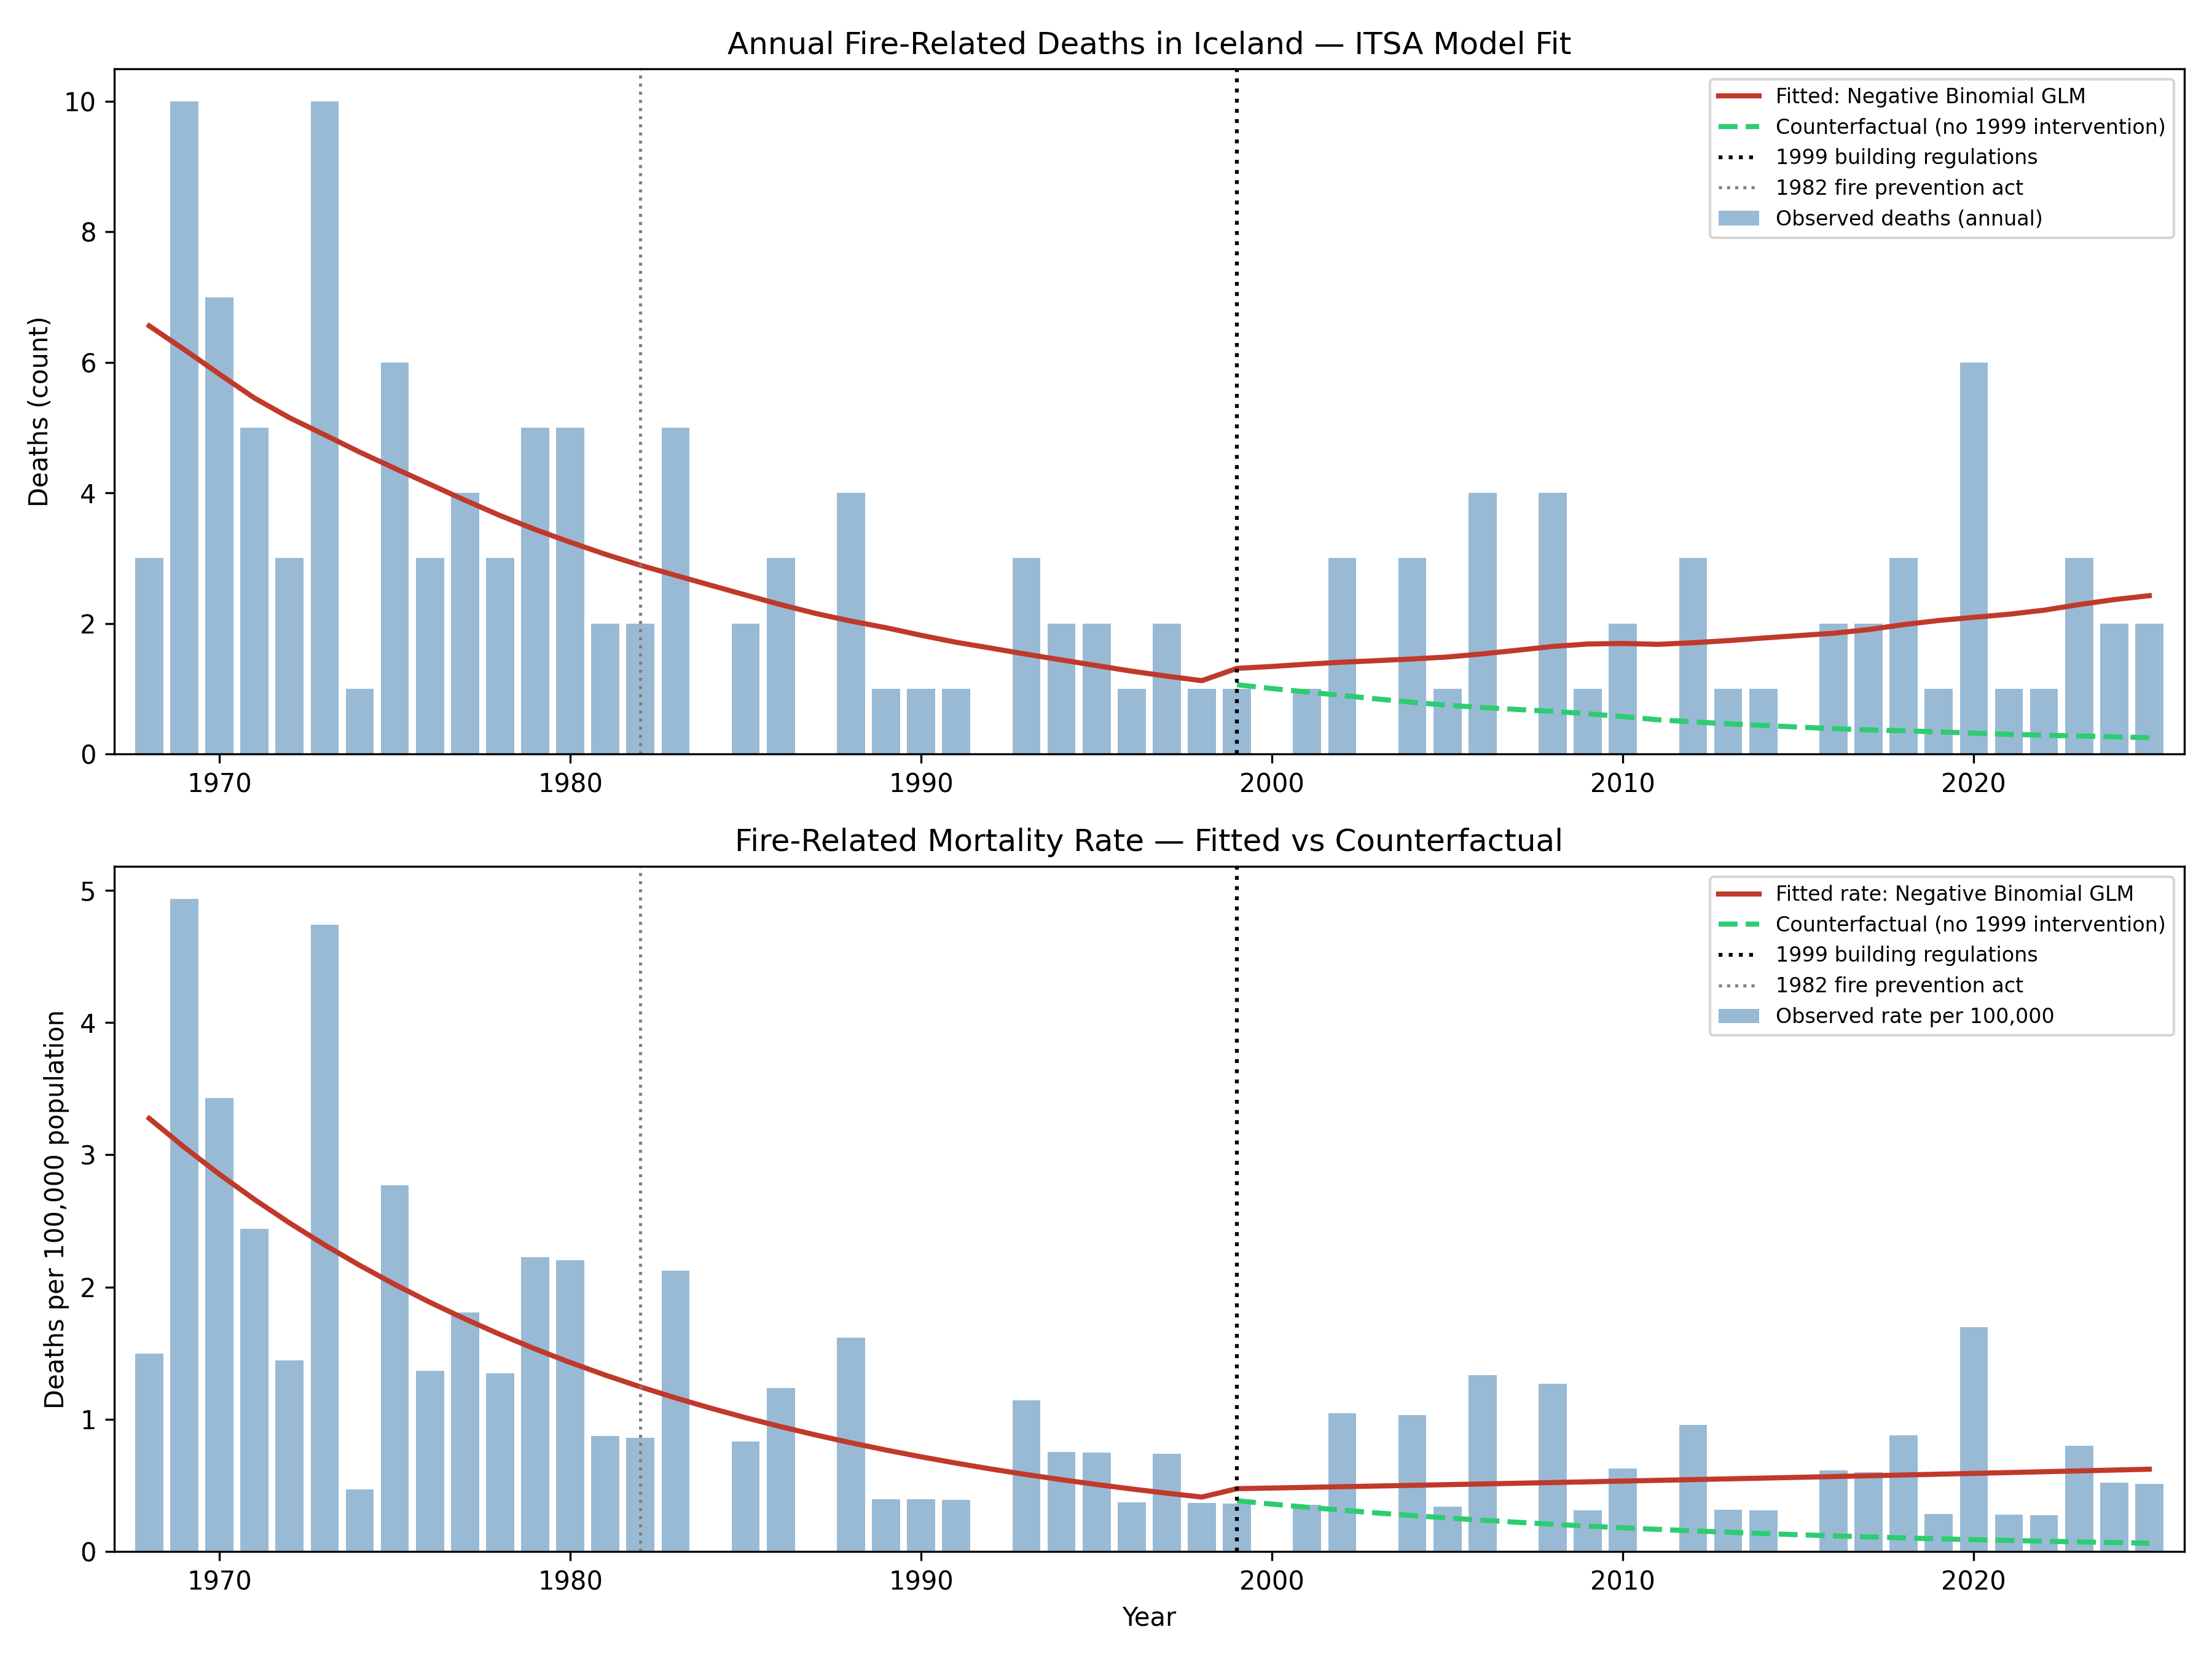 Annual Fire-Related Deaths in Iceland — ITSA Model Fit
Deaths (count)
10
8
6
4
2
0
Fitted: Negative Binomial GLM
Counterfactual (no 1999 intervention)
1999 building regulations
1982 fire prevention act
Observed deaths (annual)
1970 1980 1990 2000 2010 2020
Fire-Related Mortality Rate — Fitted vs Counterfactual
Deaths per 100,000 population
5
4
3
2
1
0
Fitted rate: Negative Binomial GLM
Counterfactual (no 1999 intervention)
1999 building regulations
1982 fire prevention act
Observed rate per 100,000
1970 1980 1990 2000 2010 2020
Year